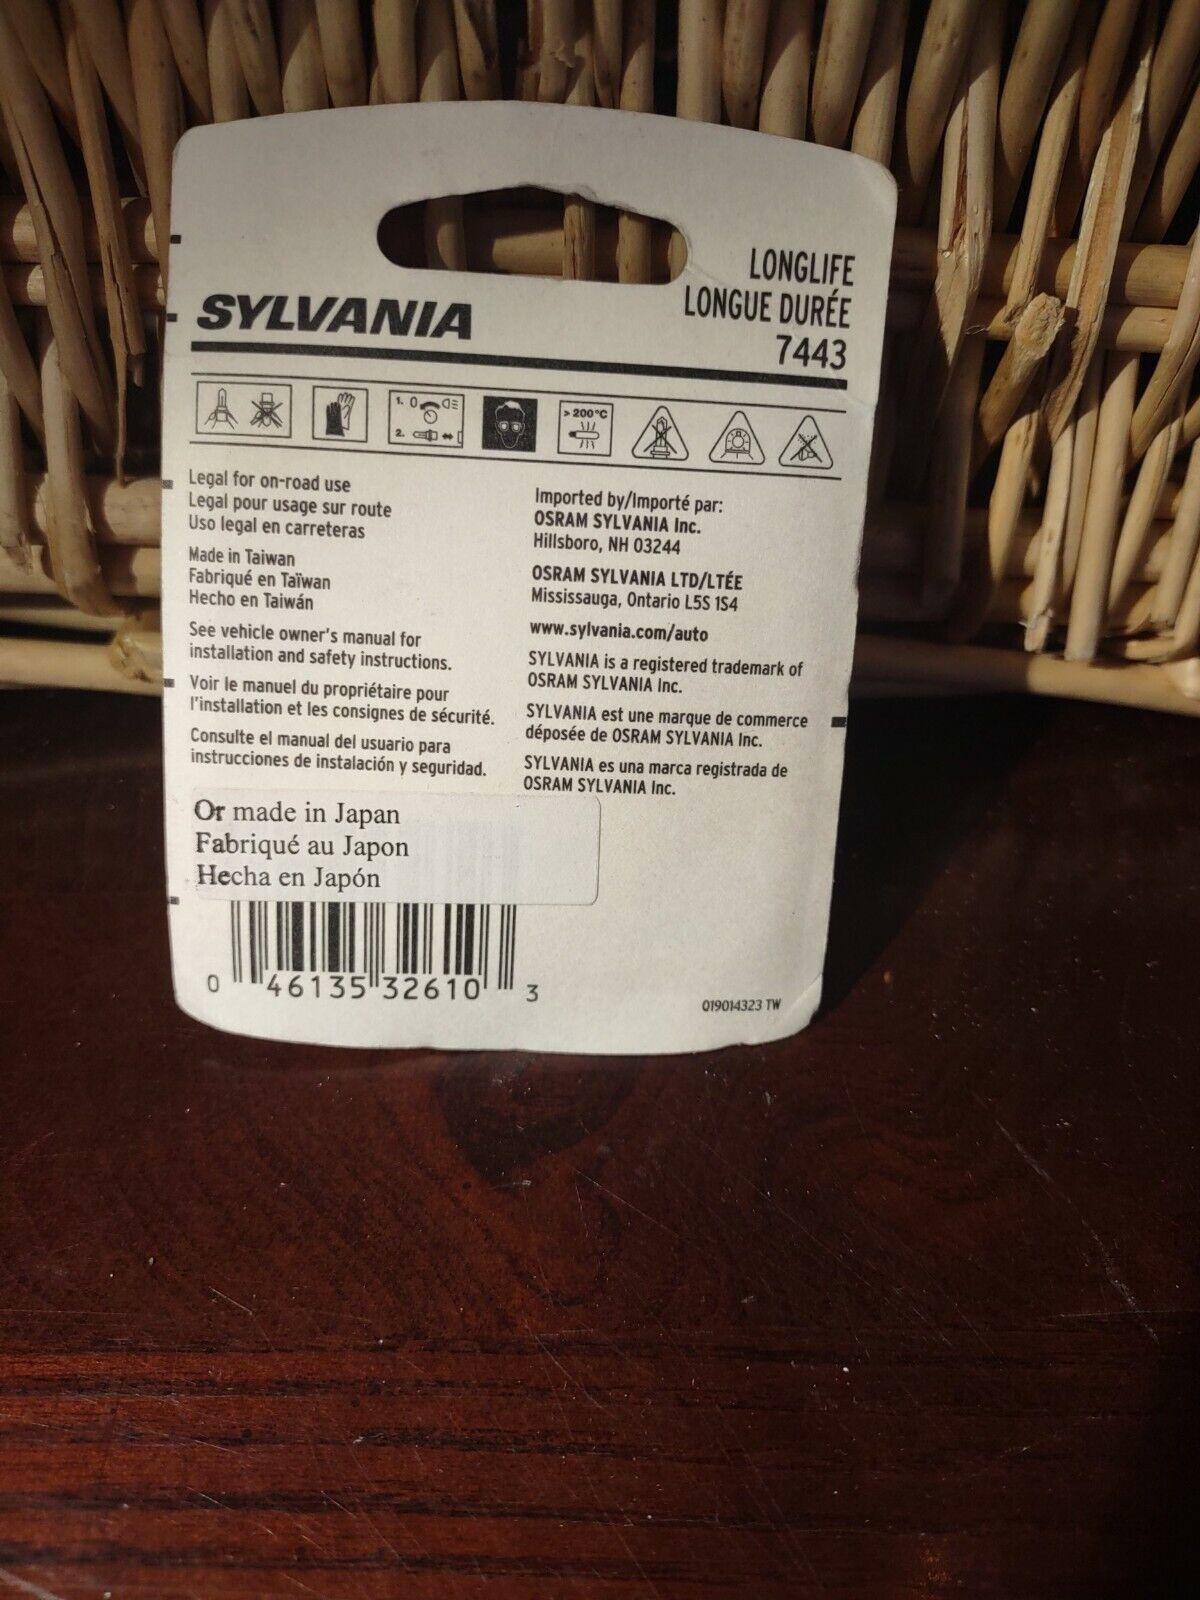 LONGLIFE
LONGUE DURÉE
7443
SYLVANIA
1. 0
2.
> 200°C
Legal for on-road use
Legal pour usage sur route
Uso legal en carreteras
Made in Taiwan
Fabriqué en Taïwan
Hecho en Taiwán
See vehicle owner's manual for
installation and safety instructions.
Voir le manuel du propriétaire pour
l'installation et les consignes de sécurité.
Consulte el manual del usuario para
instrucciones de instalación y seguridad.
Imported by/Importé par:
OSRAM SYLVANIA Inc.
Hillsboro, NH 03244
OSRAM SYLVANIA LTD/LTÉE
Mississauga, Ontario L5S 1S4
www.sylvania.com/auto
SYLVANIA is a registered trademark of
OSRAM SYLVANIA Inc.
SYLVANIA est une marque de commerce
déposée de OSRAM SYLVANIA Inc.
SYLVANIA es una marca registrada de
OSRAM SYLVANIA Inc.
Or made in Japan
Fabriqué au Japon
Hecha en Japón
0 46135 32610 3
019014323 TW